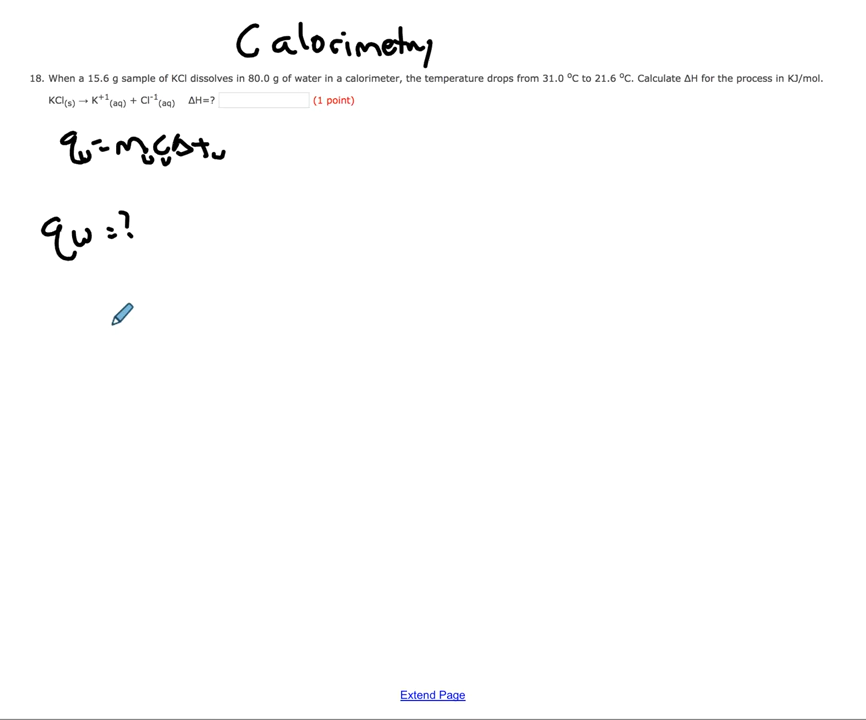 Calorimetry
18. When a 15.6 g sample of KCl dissolves in 80.0 g of water in a calorimeter, the temperature drops from 31.0 ⁰C to 21.6 ⁰C. Calculate ΔH for the process in KJ/mol.
KCl(s) → K⁺¹(aq) + Cl⁻¹(aq) ΔH=? (1 point)
qw = mwcwΔtw
qw = ?
Extend Page